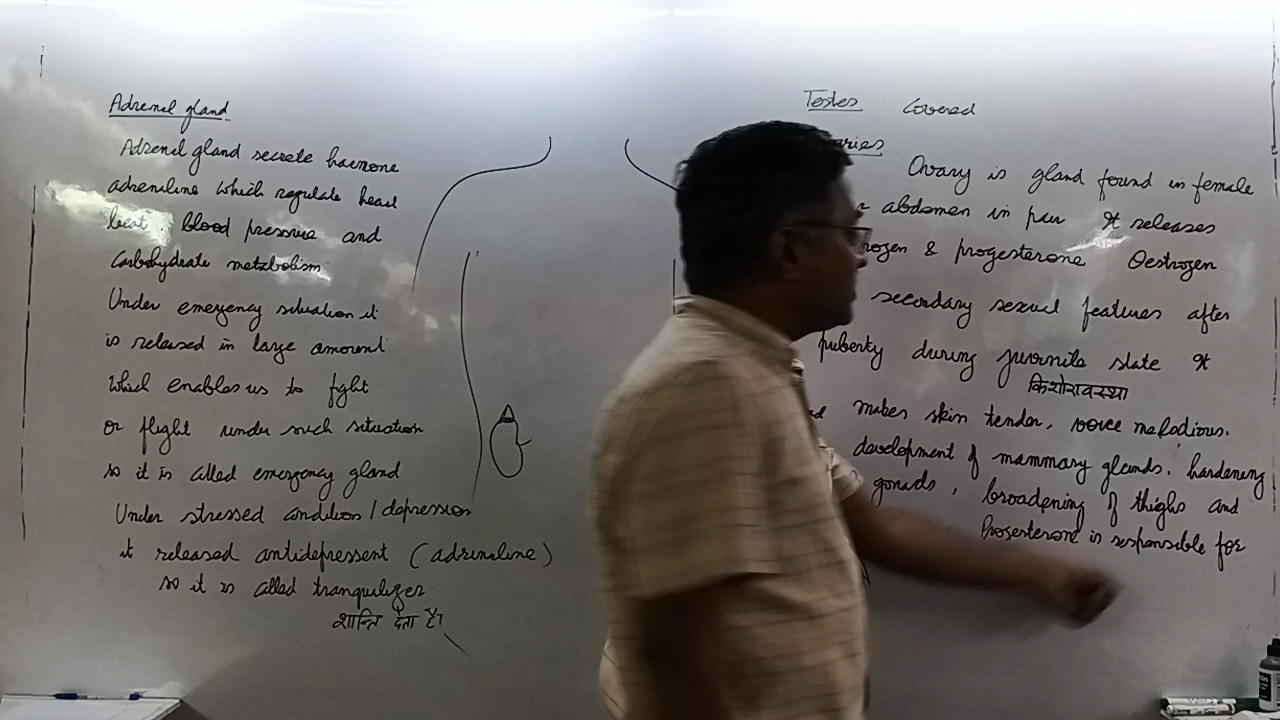 Adrenal gland
Adrenal gland secrete harmone
adrenaline which regulate heart
beat blood pressure and
Carbohydrate metabolism
Under emergency situation it
is released in large amount
which enables us to fight
or flight under such situation
so it is called emergency gland
Under stressed condition / depression
it released antidepressent (adrenaline)
so it is called tranquilizer
शान्ति देता है।
Testes Covered
aries
Ovary is gland found in female
abdomen in pair It releases
rogen & progesterone Oestrogen
secondary sexual features after
puberty during juvenile state It
किशोरावस्था
makes skin tender, voice melodious.
development of mammary glands, hardening
gonads, broadening of thighs and
Progesterone is responsible for